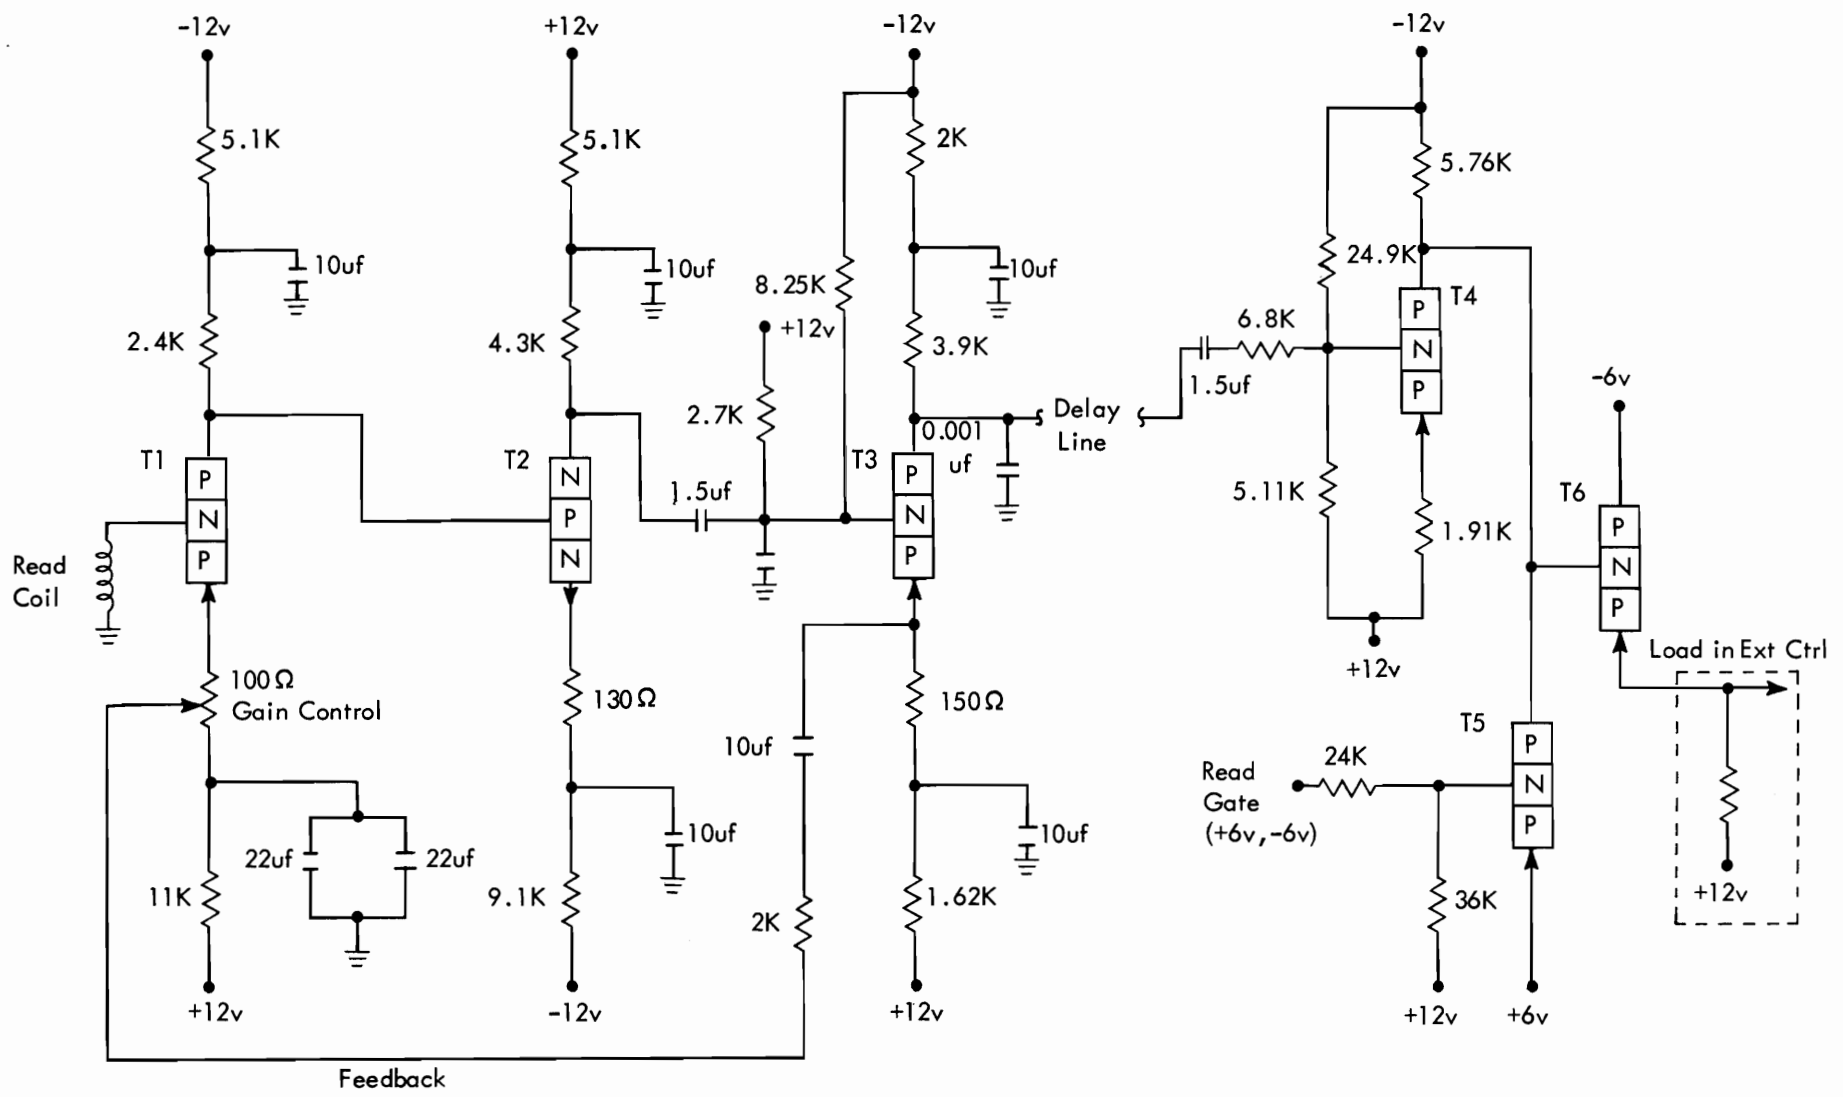 -12v
+12v
-12v
-12v
5.1K
5.1K
2K
5.76K
10uf
10uf
8.25K
10uf
24.9K
T4
P
N
P
2.4K
4.3K
+12v
3.9K
6.8K
1.5uf
-6v
2.7K
Delay
Line
0.001
uf
T1
P
N
P
T2
N
P
N
1.5uf
T3
P
N
P
5.11K
1.91K
T6
P
N
P
Read
Coil
+12v
Load in Ext Ctrl
100Ω
Gain Control
130Ω
150Ω
10uf
T5
P
N
P
24K
Read
Gate
(+6v,-6v)
22uf
22uf
10uf
10uf
11K
9.1K
2K
1.62K
36K
+12v
+12v
-12v
+12v
+12v
+6v
Feedback